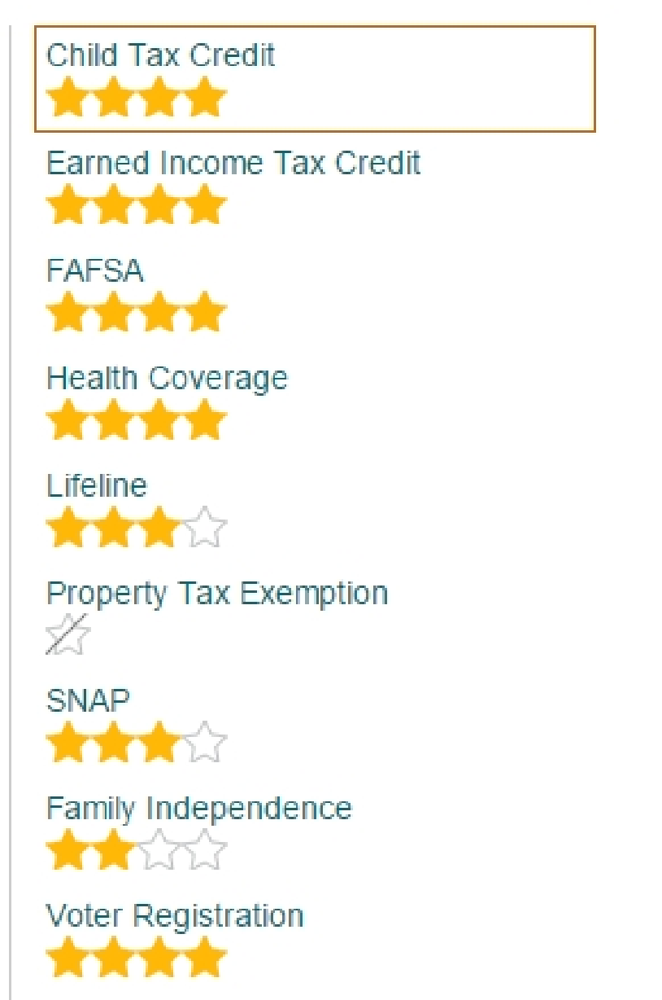 Child Tax Credit
Earned Income Tax Credit
FAFSA
Health Coverage
Lifeline
Property Tax Exemption
SNAP
Family Independence
Voter Registration